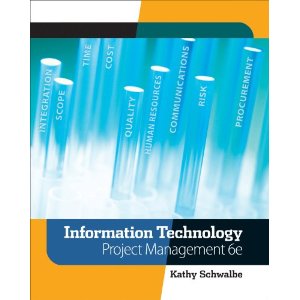 INTEGRATION
SCOPE
TIME
COST
QUALITY
HUMAN RESOURCES
COMMUNICATIONS
RISK
PROCUREMENT
Information Technology
Project Management 6e
Kathy Schwalbe